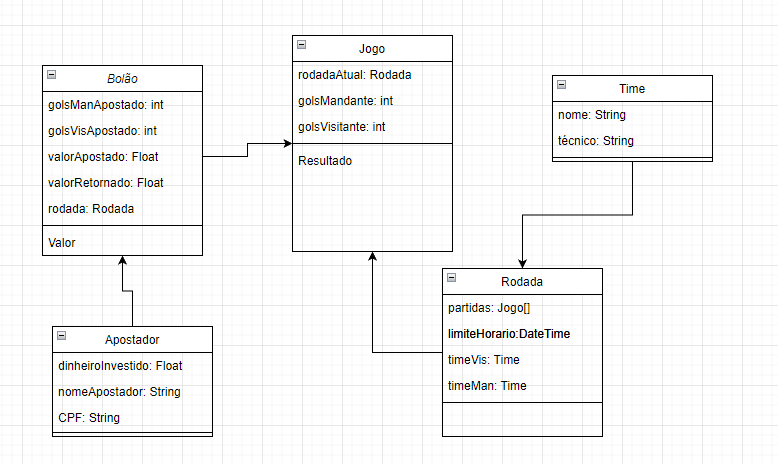 Jogo
rodadaAtual: Rodada
golsMandante: int
golsVisitante: int
Resultado
Bolão
golsManApostado: int
golsVisApostado: int
valorApostado: Float
valorRetornado: Float
rodada: Rodada
Valor
Time
nome: String
técnico: String
Rodada
partidas: Jogo[]
limiteHorario:DateTime
timeVis: Time
timeMan: Time
Apostador
dinheiroInvestido: Float
nomeApostador: String
CPF: String